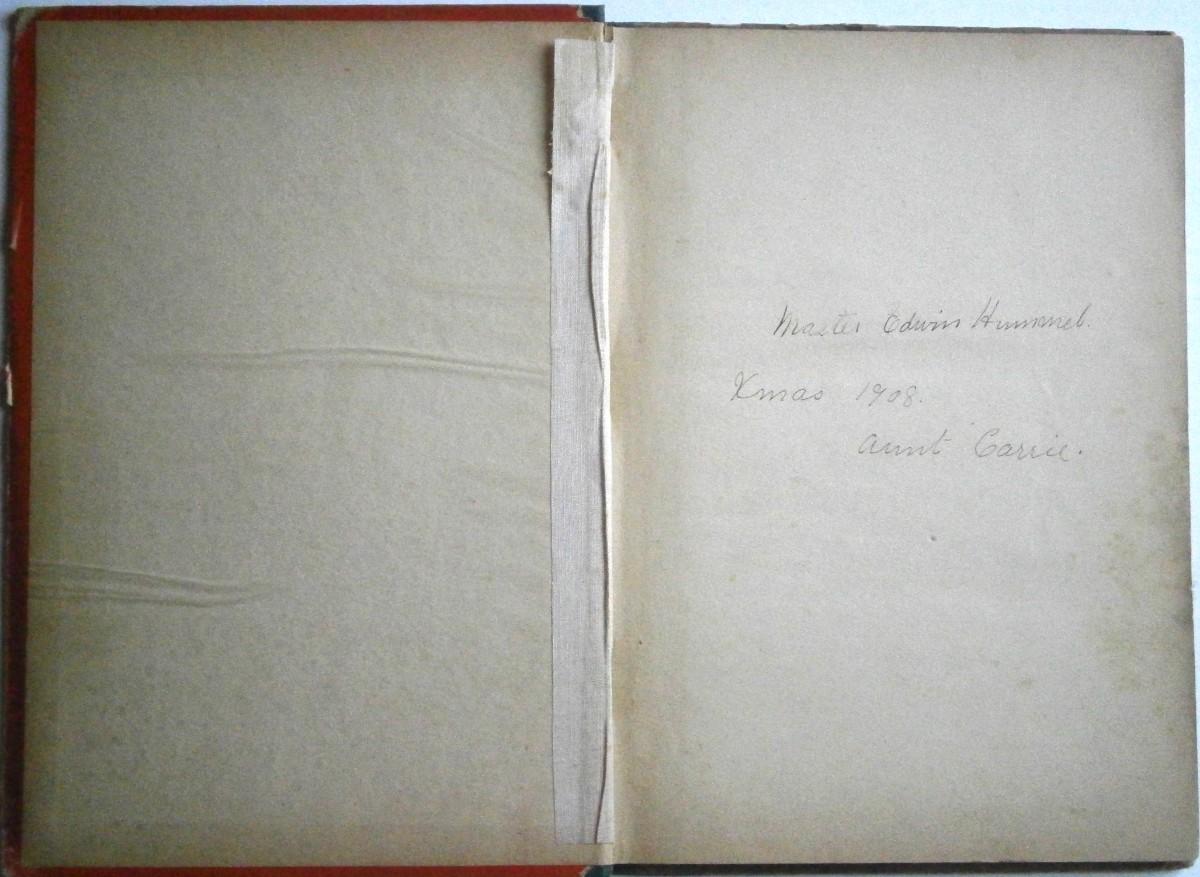 Master Edwin Hummel.
Xmas 1908.
Aunt Carrie.